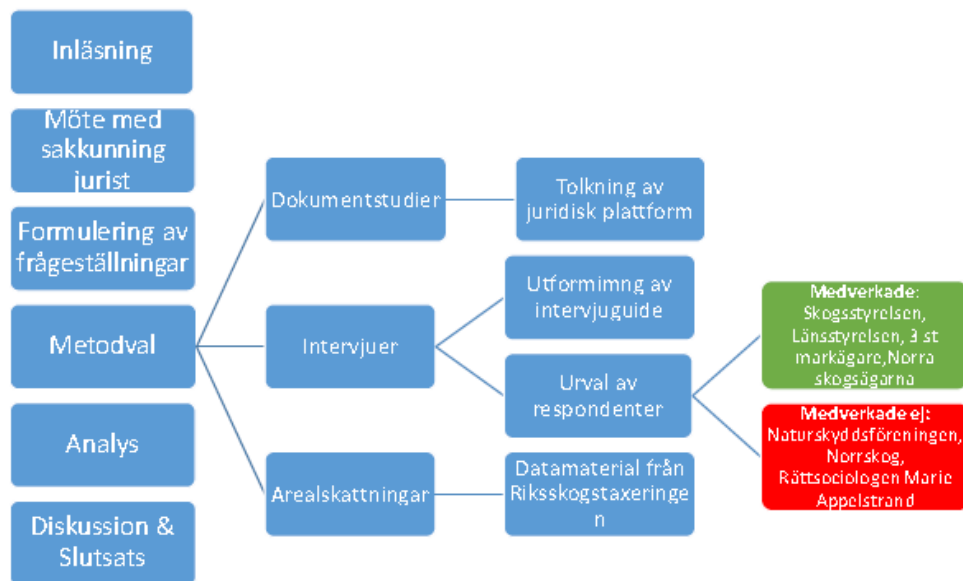 Inläsning
Möte med
sakkunning
jurist
Formulering av
frågeställningar
Metodval
Analys
Diskussion &
Slutsats
Dokumentstudier
Intervjuer
Arealskattningar
Tolkning av
juridisk plattform
Utformimng av
intervjuguide
Urval av
respondenter
Datamaterial från
Riksskogstaxeringe
n
Medverkade:
Skogsstyrelsen,
Länsstyrelsen, 3 st
markägare,Norra
skogsägarna
Medverkade ej:
Naturskyddsföreningen,
Norrskog,
Rättsociologen Marie
Appelstrand